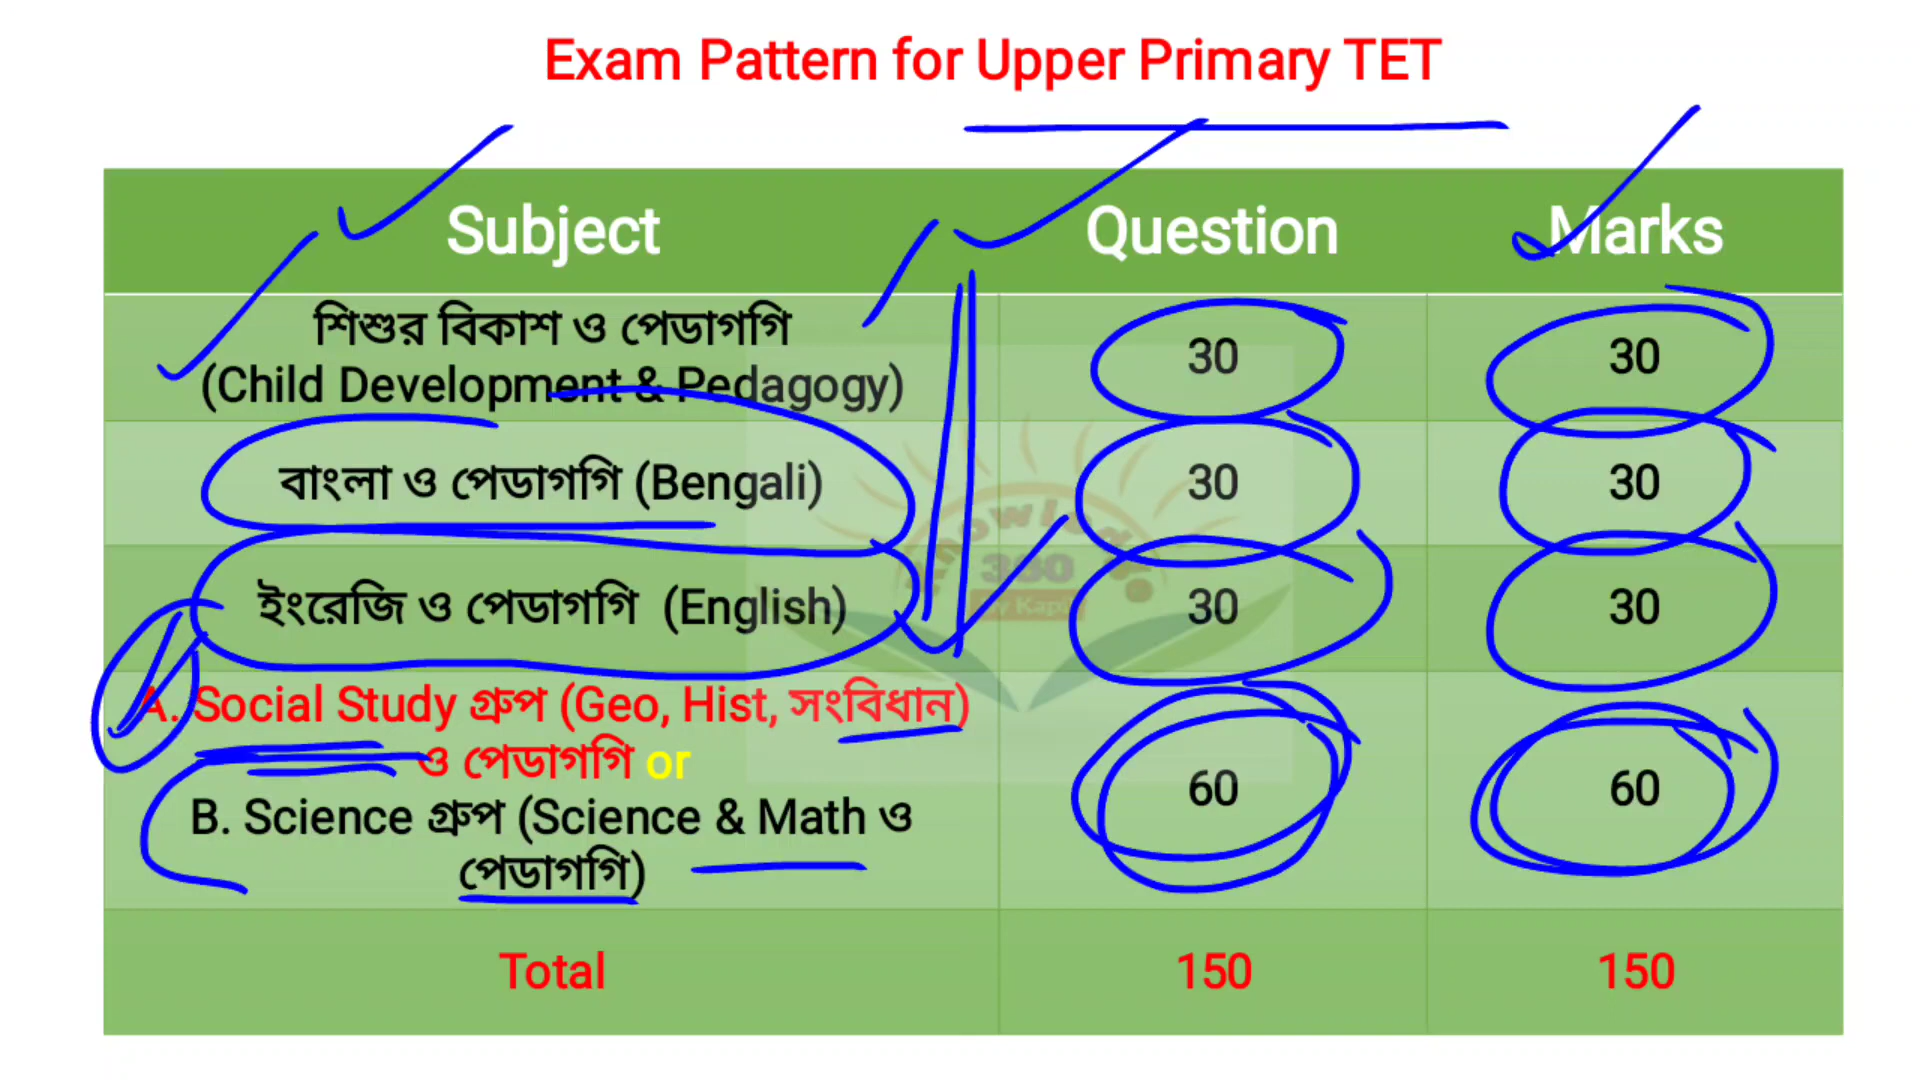 Exam Pattern for Upper Primary TET
Subject Question Marks
শিশুর বিকাশ ও পেডাগগি
(Child Development & Pedagogy) 30 30
বাংলা ও পেডাগগি (Bengali) 30 30
ইংরেজি ও পেডাগগি (English) 30 30
A. Social Study গ্রুপ (Geo, Hist, সংবিধান)
ও পেডাগগি or
B. Science গ্রুপ (Science & Math ও
পেডাগগি) 60 60
Total 150 150
360